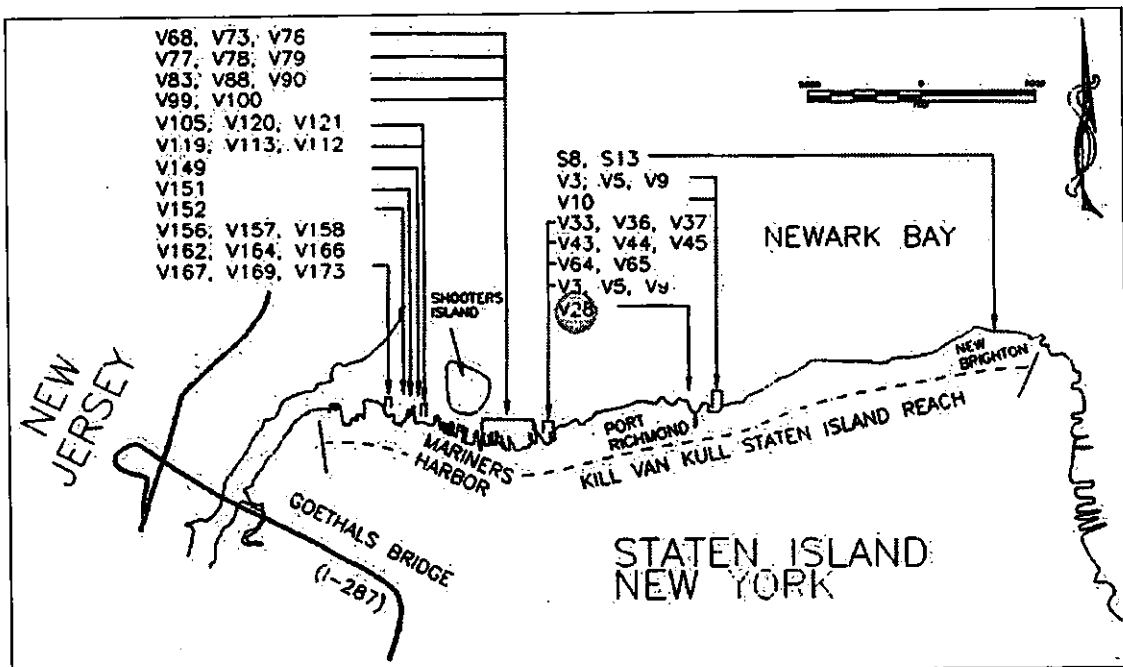 V68, V73, V76
V77, V78, V79
V83, V88, V90
V99, V100
V105, V120, V121
V119, V113, V112
V149
V151
V152
V156, V157, V158
V162, V164, V166
V167, V169, V173
S8, S13
V3, V5, V9
V10
V33, V36, V37
V43, V44, V45
V64, V65
V3, V5, V9
V28
NEWARK BAY
SHOOTERS
ISLAND
NEW
JERSEY
NEW
BRIGHTON
PORT
RICHMOND
MARINERS
HARBOR
KILL VAN KULL STATEN ISLAND REACH
GOETHALS BRIDGE
(I-287)
STATEN ISLAND
NEW YORK